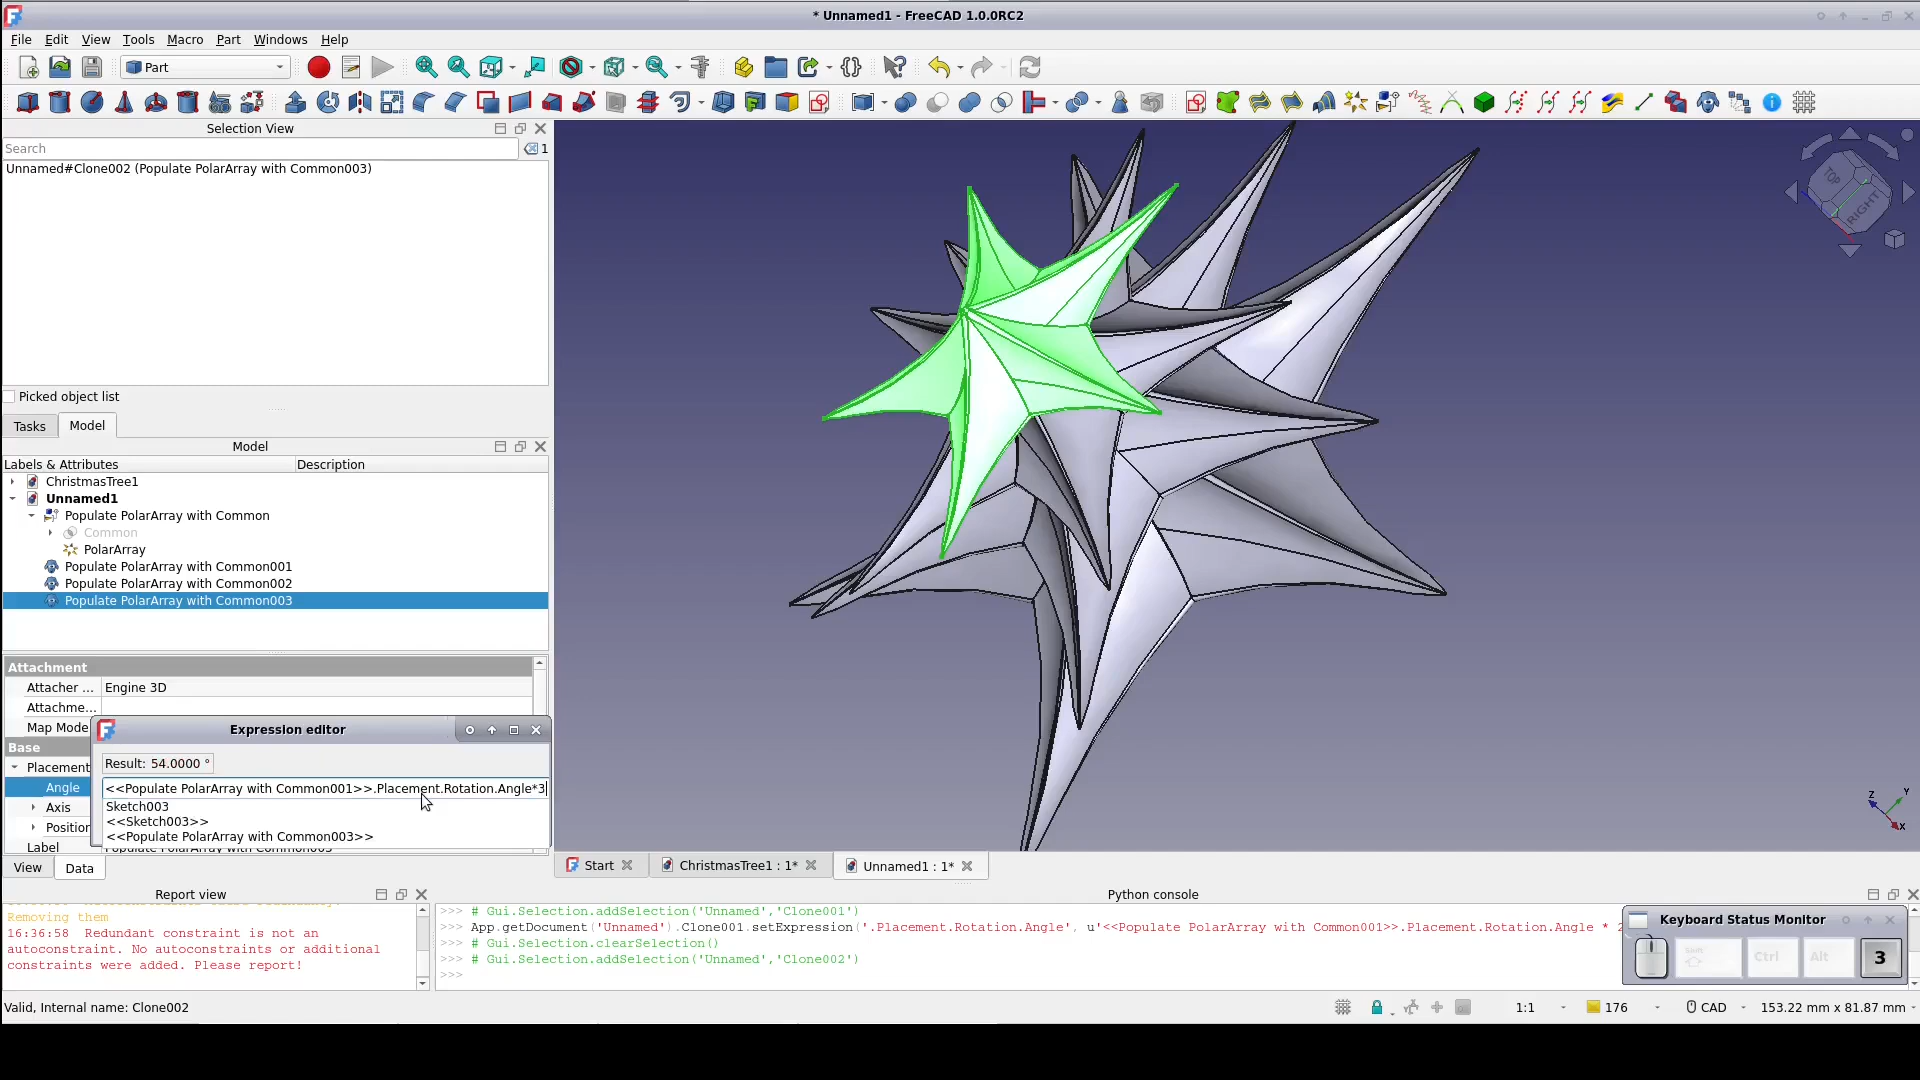 * Unnamed1 - FreeCAD 1.0.0RC2
File Edit View Tools Macro Part Windows Help
Part
Selection View
Search
1
Unnamed#Clone002 (Populate PolarArray with Common003)
Picked object list
Tasks
Model
Model
Labels & Attributes
Description
ChristmasTree1
Unnamed1
Populate PolarArray with Common
Common
PolarArray
Populate PolarArray with Common001
Populate PolarArray with Common002
Populate PolarArray with Common003
Attachment
Attacher ...
Engine 3D
Attachme...
Map Mode
Base
Placement
Angle
Axis
Position
Label
Expression editor
Result: 54.0000 °
<<Populate PolarArray with Common001>>.Placement.Rotation.Angle*3
Sketch003
<<Sketch003>>
<<Populate PolarArray with Common003>>
View
Data
TOP
RIGHT
Z
Y
X
Start
ChristmasTree1 : 1*
Unnamed1 : 1*
Report view
Removing them
16:36:58 Redundant constraint is not an
autoconstraint. No autoconstraints or additional
constraints were added. Please report!
Python console
>>> # Gui.Selection.addSelection('Unnamed','Clone001')
>>> App.getDocument('Unnamed').Clone001.setExpression('.Placement.Rotation.Angle', u'<<Populate PolarArray with Common001>>.Placement.Rotation.Angle * 2
>>> # Gui.Selection.clearSelection()
>>> # Gui.Selection.addSelection('Unnamed','Clone002')
>>>
Keyboard Status Monitor
Shift
Ctrl
Alt
3
Valid, Internal name: Clone002
1:1
176
CAD
153.22 mm x 81.87 mm